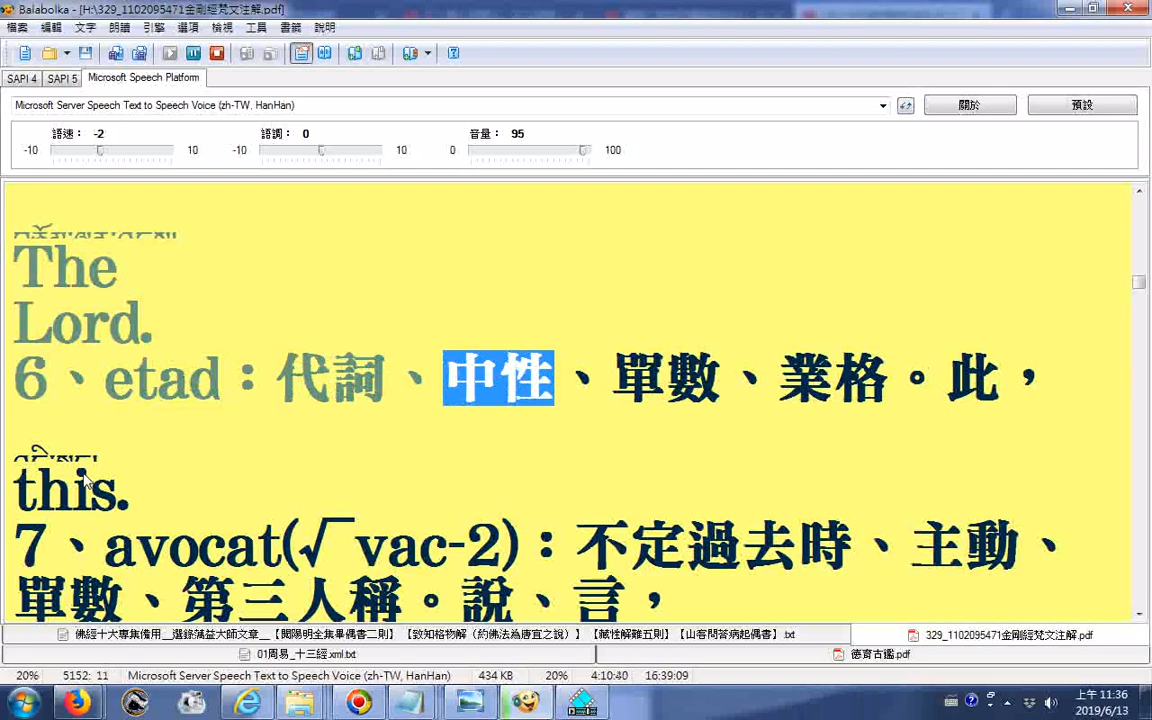 Balabolka - [H:\329_1102095471金剛經梵文注解.pdf]
檔案 編輯 文字 朗讀 引擎 選項 檢視 工具 書籤 說明
SAPI 4 SAPI 5 Microsoft Speech Platform
Microsoft Server Speech Text to Speech Voice (zh-TW, HanHan) 關於 預設
語速： -2 語調： 0 音量： 95
-10 10 -10 10 0 100
The
Lord.
6、etad：代詞、中性、單數、業格。此，
this.
7、avocat(√vac-2)：不定過去時、主動、
單數、第三人稱。說、言，
佛經十大專集備用__選錄澫益大師文章__【閱陽明全集畢偶書二則】 【致知格物解（約佛法為唐宜之說）】 【藏性解難五則】 【山客問答病起偶書】.txt 329_1102095471金剛經梵文注解.pdf
01周易_十三經.xml.txt 德育古鑑.pdf
20% 5152: 11 Microsoft Server Speech Text to Speech Voice (zh-TW, HanHan) 434 KB 20% 4:10:40 16:39:09
上午 11:36
2019/6/13